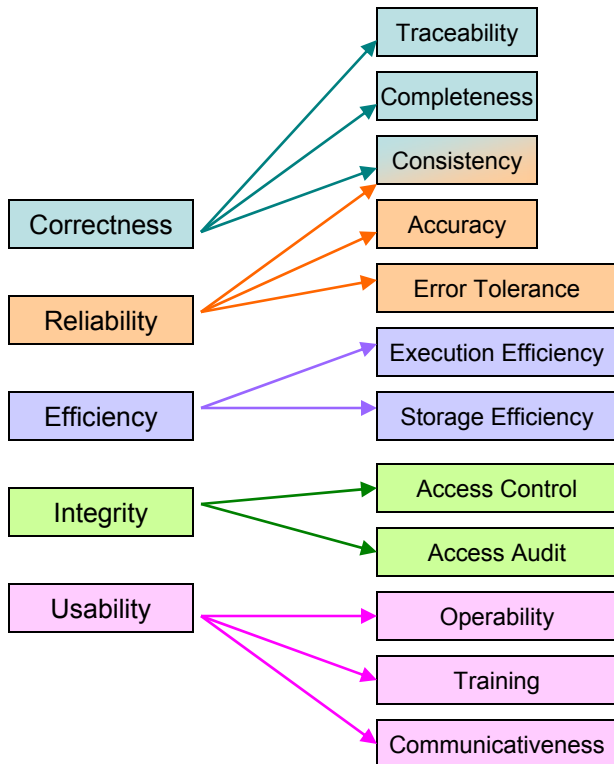 Correctness
Reliability
Efficiency
Integrity
Usability
Traceability
Completeness
Consistency
Accuracy
Error Tolerance
Execution Efficiency
Storage Efficiency
Access Control
Access Audit
Operability
Training
Communicativeness